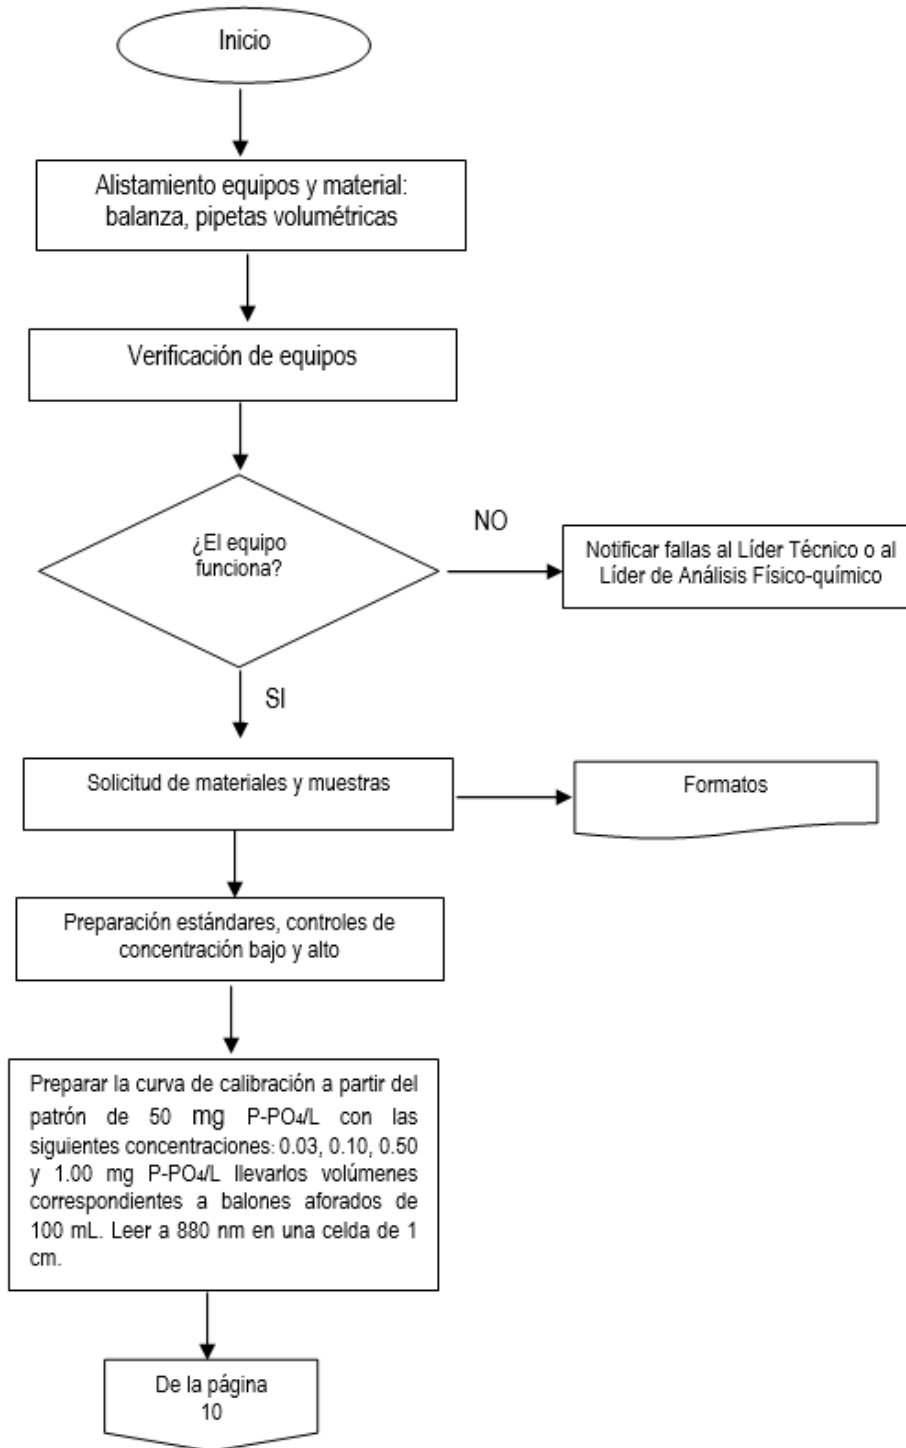 Inicio
Alistamiento equipos y material:
balanza, pipetas volumétricas
Verificación de equipos
¿El equipo
funciona?
NO
Notificar fallas al Líder Técnico o al
Líder de Análisis Físico-químico
SI
Solicitud de materiales y muestras
Formatos
Preparación estándares, controles de
concentración bajo y alto
Preparar la curva de calibración a partir del
patrón de 50 mg P-PO4/L con las
siguientes concentraciones: 0.03, 0.10, 0.50
y 1.00 mg P-PO4/L llevarlos volúmenes
correspondientes a balones aforados de
100 mL. Leer a 880 nm en una celda de 1
cm.
De la página
10